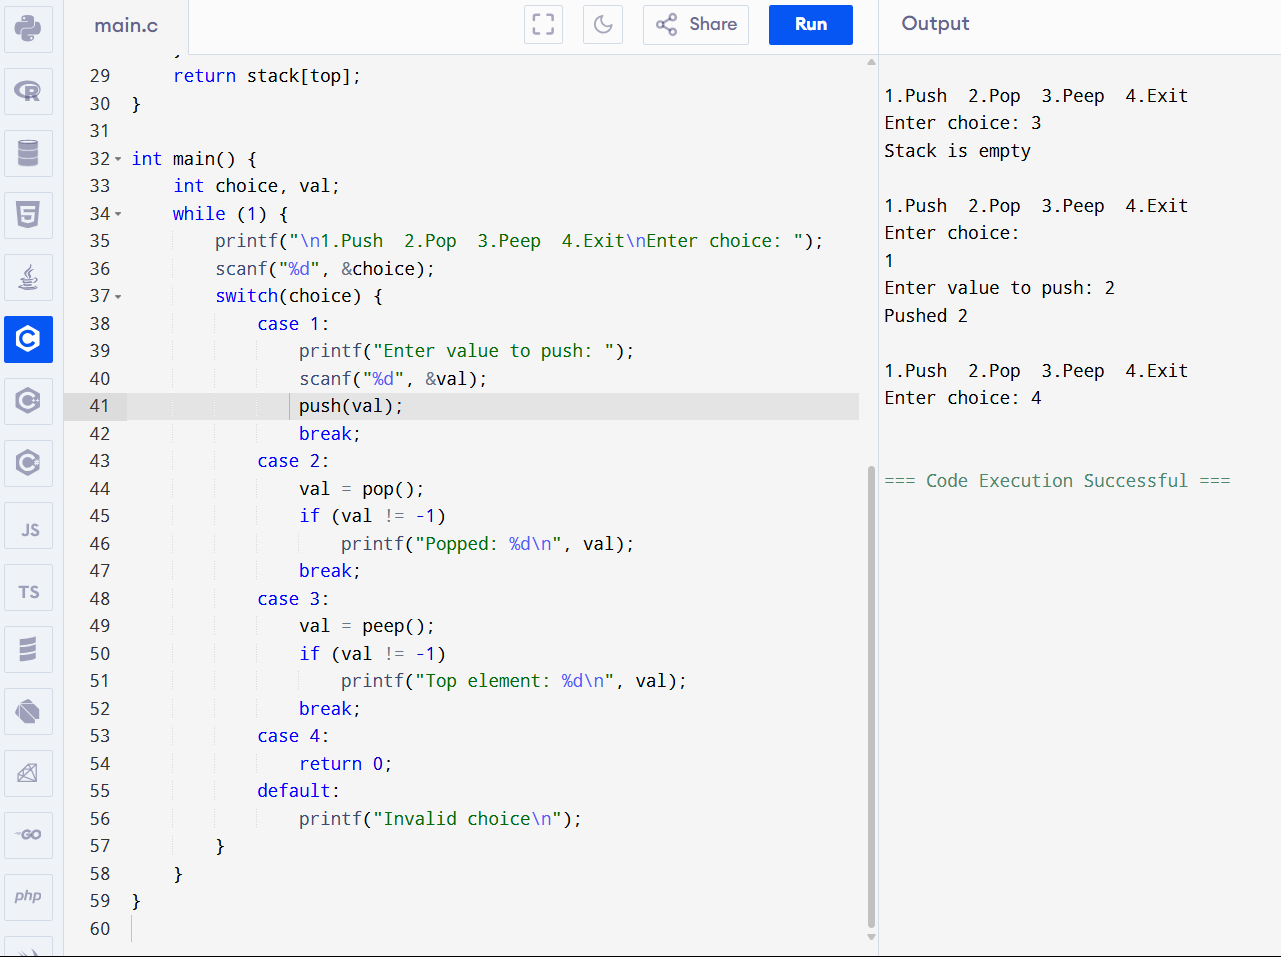 main.c
Share
Run
Output
29 return stack[top];
30 }
31
32 int main() {
33 int choice, val;
34 while (1) {
35 printf("\n1.Push  2.Pop  3.Peep  4.Exit\nEnter choice: ");
36 scanf("%d", &choice);
37 switch(choice) {
38 case 1:
39 printf("Enter value to push: ");
40 scanf("%d", &val);
41 push(val);
42 break;
43 case 2:
44 val = pop();
45 if (val != -1)
46 printf("Popped: %d\n", val);
47 break;
48 case 3:
49 val = peep();
50 if (val != -1)
51 printf("Top element: %d\n", val);
52 break;
53 case 4:
54 return 0;
55 default:
56 printf("Invalid choice\n");
57 }
58 }
59 }
60
1.Push  2.Pop  3.Peep  4.Exit
Enter choice: 3
Stack is empty
1.Push  2.Pop  3.Peep  4.Exit
Enter choice:
1
Enter value to push: 2
Pushed 2
1.Push  2.Pop  3.Peep  4.Exit
Enter choice: 4
=== Code Execution Successful ===
R
5
C
C
C
JS
TS
GO
php